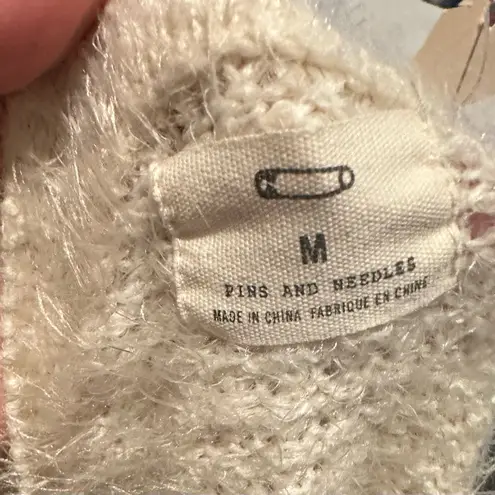 M
PINS AND NEEDLES
MADE IN CHINA FABRIQUE EN CHINE